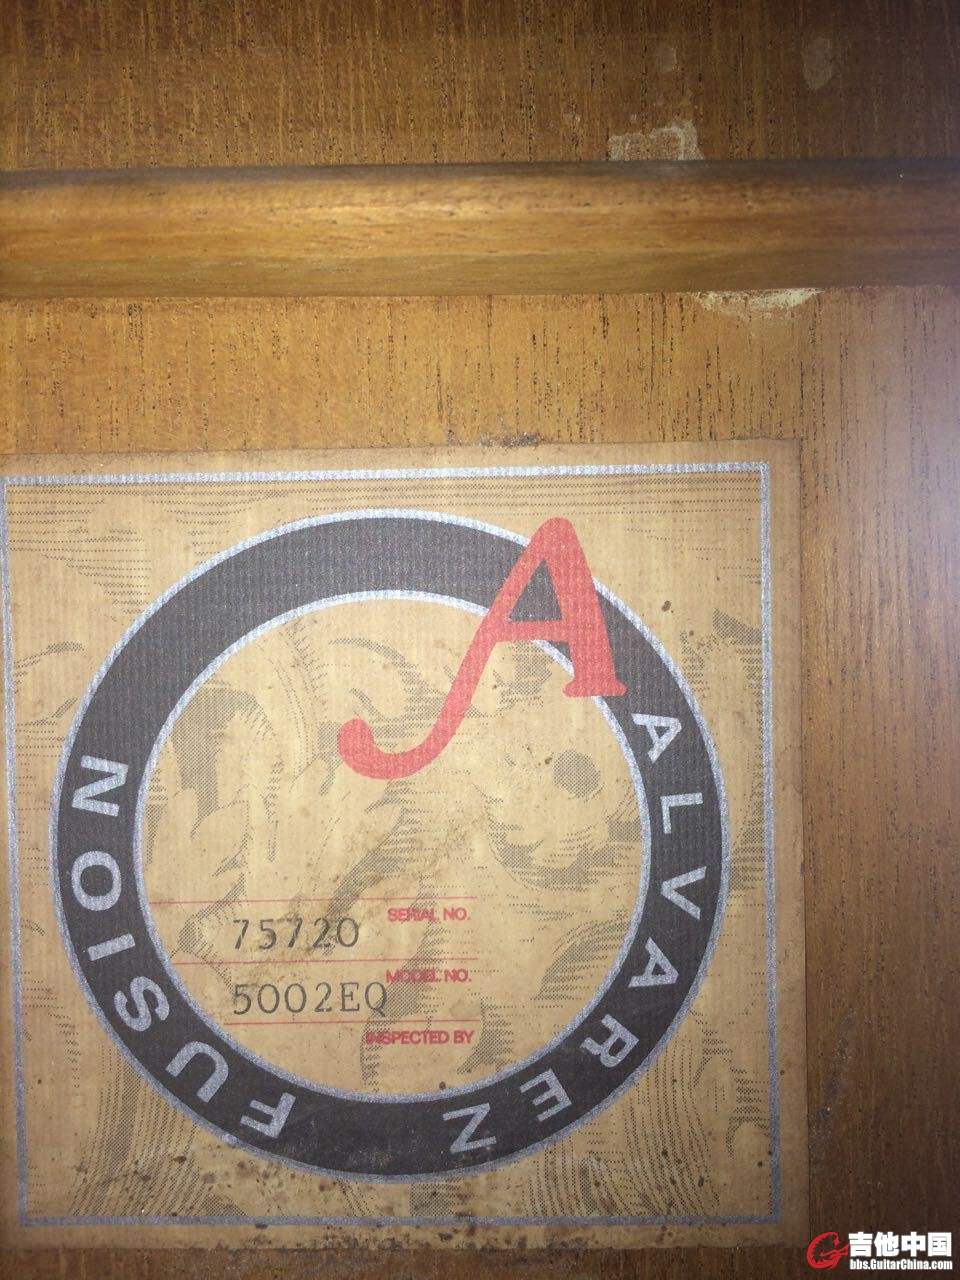 A
ALVAREZ FUSION
SERIAL NO.
75720
MODEL NO.
5002EQ
INSPECTED BY
吉他中国
bbs.GuitarChina.com